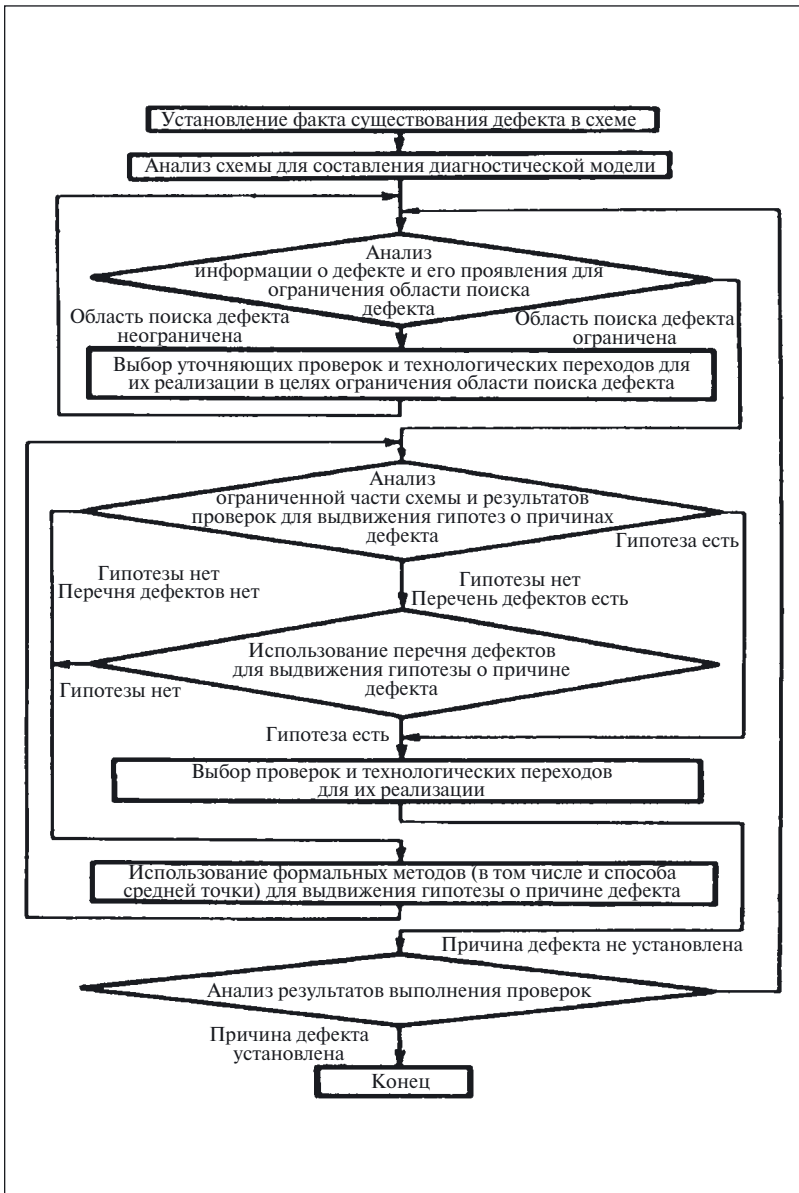 Установление факта существования дефекта в схеме
Анализ схемы для составления диагностической модели
Анализ
информации о дефекте и его проявления для
ограничения области поиска
дефекта
Область поиска дефекта
неограничена
Область поиска дефекта
ограничена
Выбор уточняющих проверок и технологических переходов для
их реализации в целях ограничения области поиска дефекта
Анализ
ограниченной части схемы и результатов
проверок для выдвижения гипотез о причинах
дефекта
Гипотеза есть
Гипотезы нет
Перечня дефектов нет
Гипотезы нет
Перечень дефектов есть
Использование перечня дефектов
для выдвижения гипотезы о причине
дефекта
Гипотезы нет
Гипотеза есть
Выбор проверок и технологических переходов
для их реализации
Использование формальных методов (в том числе и способа
средней точки) для выдвижения гипотезы о причине дефекта
Причина дефекта не установлена
Анализ результатов выполнения проверок
Причина дефекта
установлена
Конец